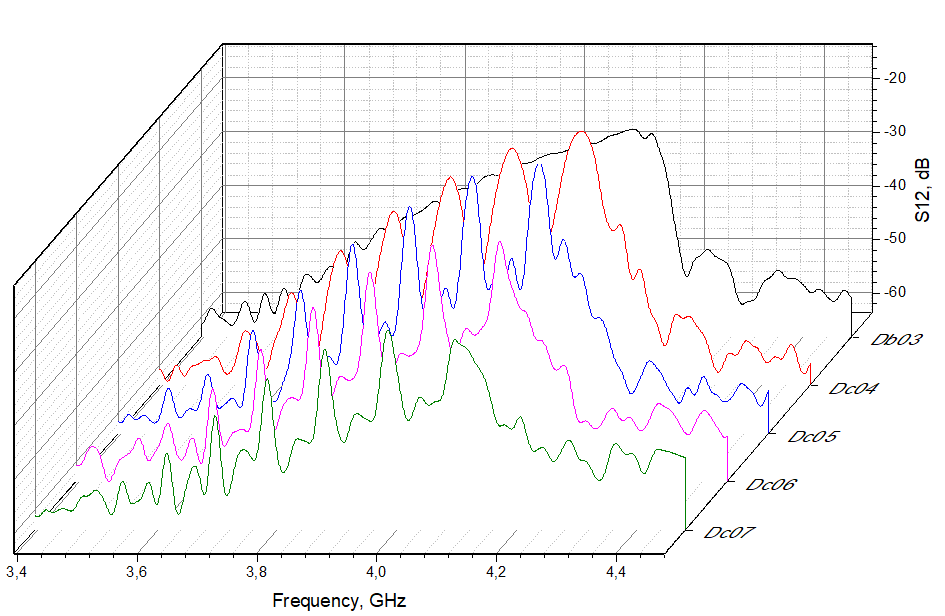 -20
-30
-40
-50
-60
S12, dB
Db03
Dc04
Dc05
Dc06
Dc07
3,4 3,6 3,8 4,0 4,2 4,4
Frequency, GHz